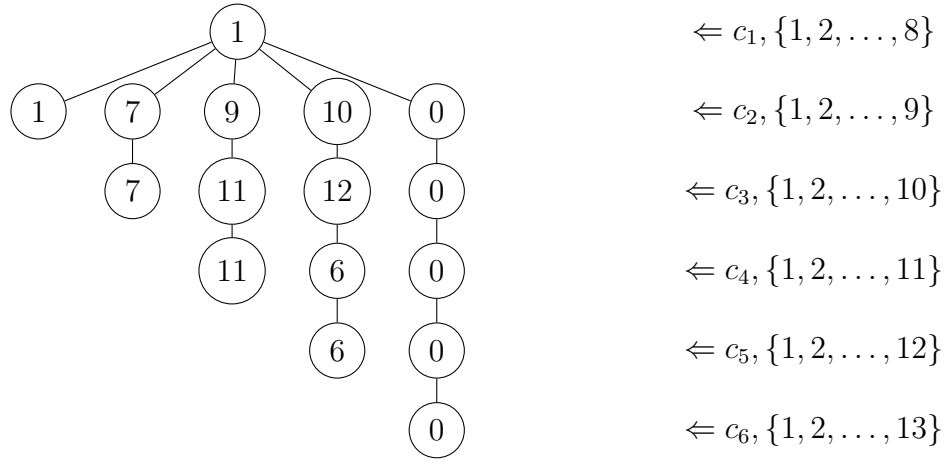 1 ⇐ c₁, {1, 2, . . . , 8}
1 7 9 10 0 ⇐ c₂, {1, 2, . . . , 9}
7 11 12 0 ⇐ c₃, {1, 2, . . . , 10}
11 6 0 ⇐ c₄, {1, 2, . . . , 11}
6 0 ⇐ c₅, {1, 2, . . . , 12}
0 ⇐ c₆, {1, 2, . . . , 13}